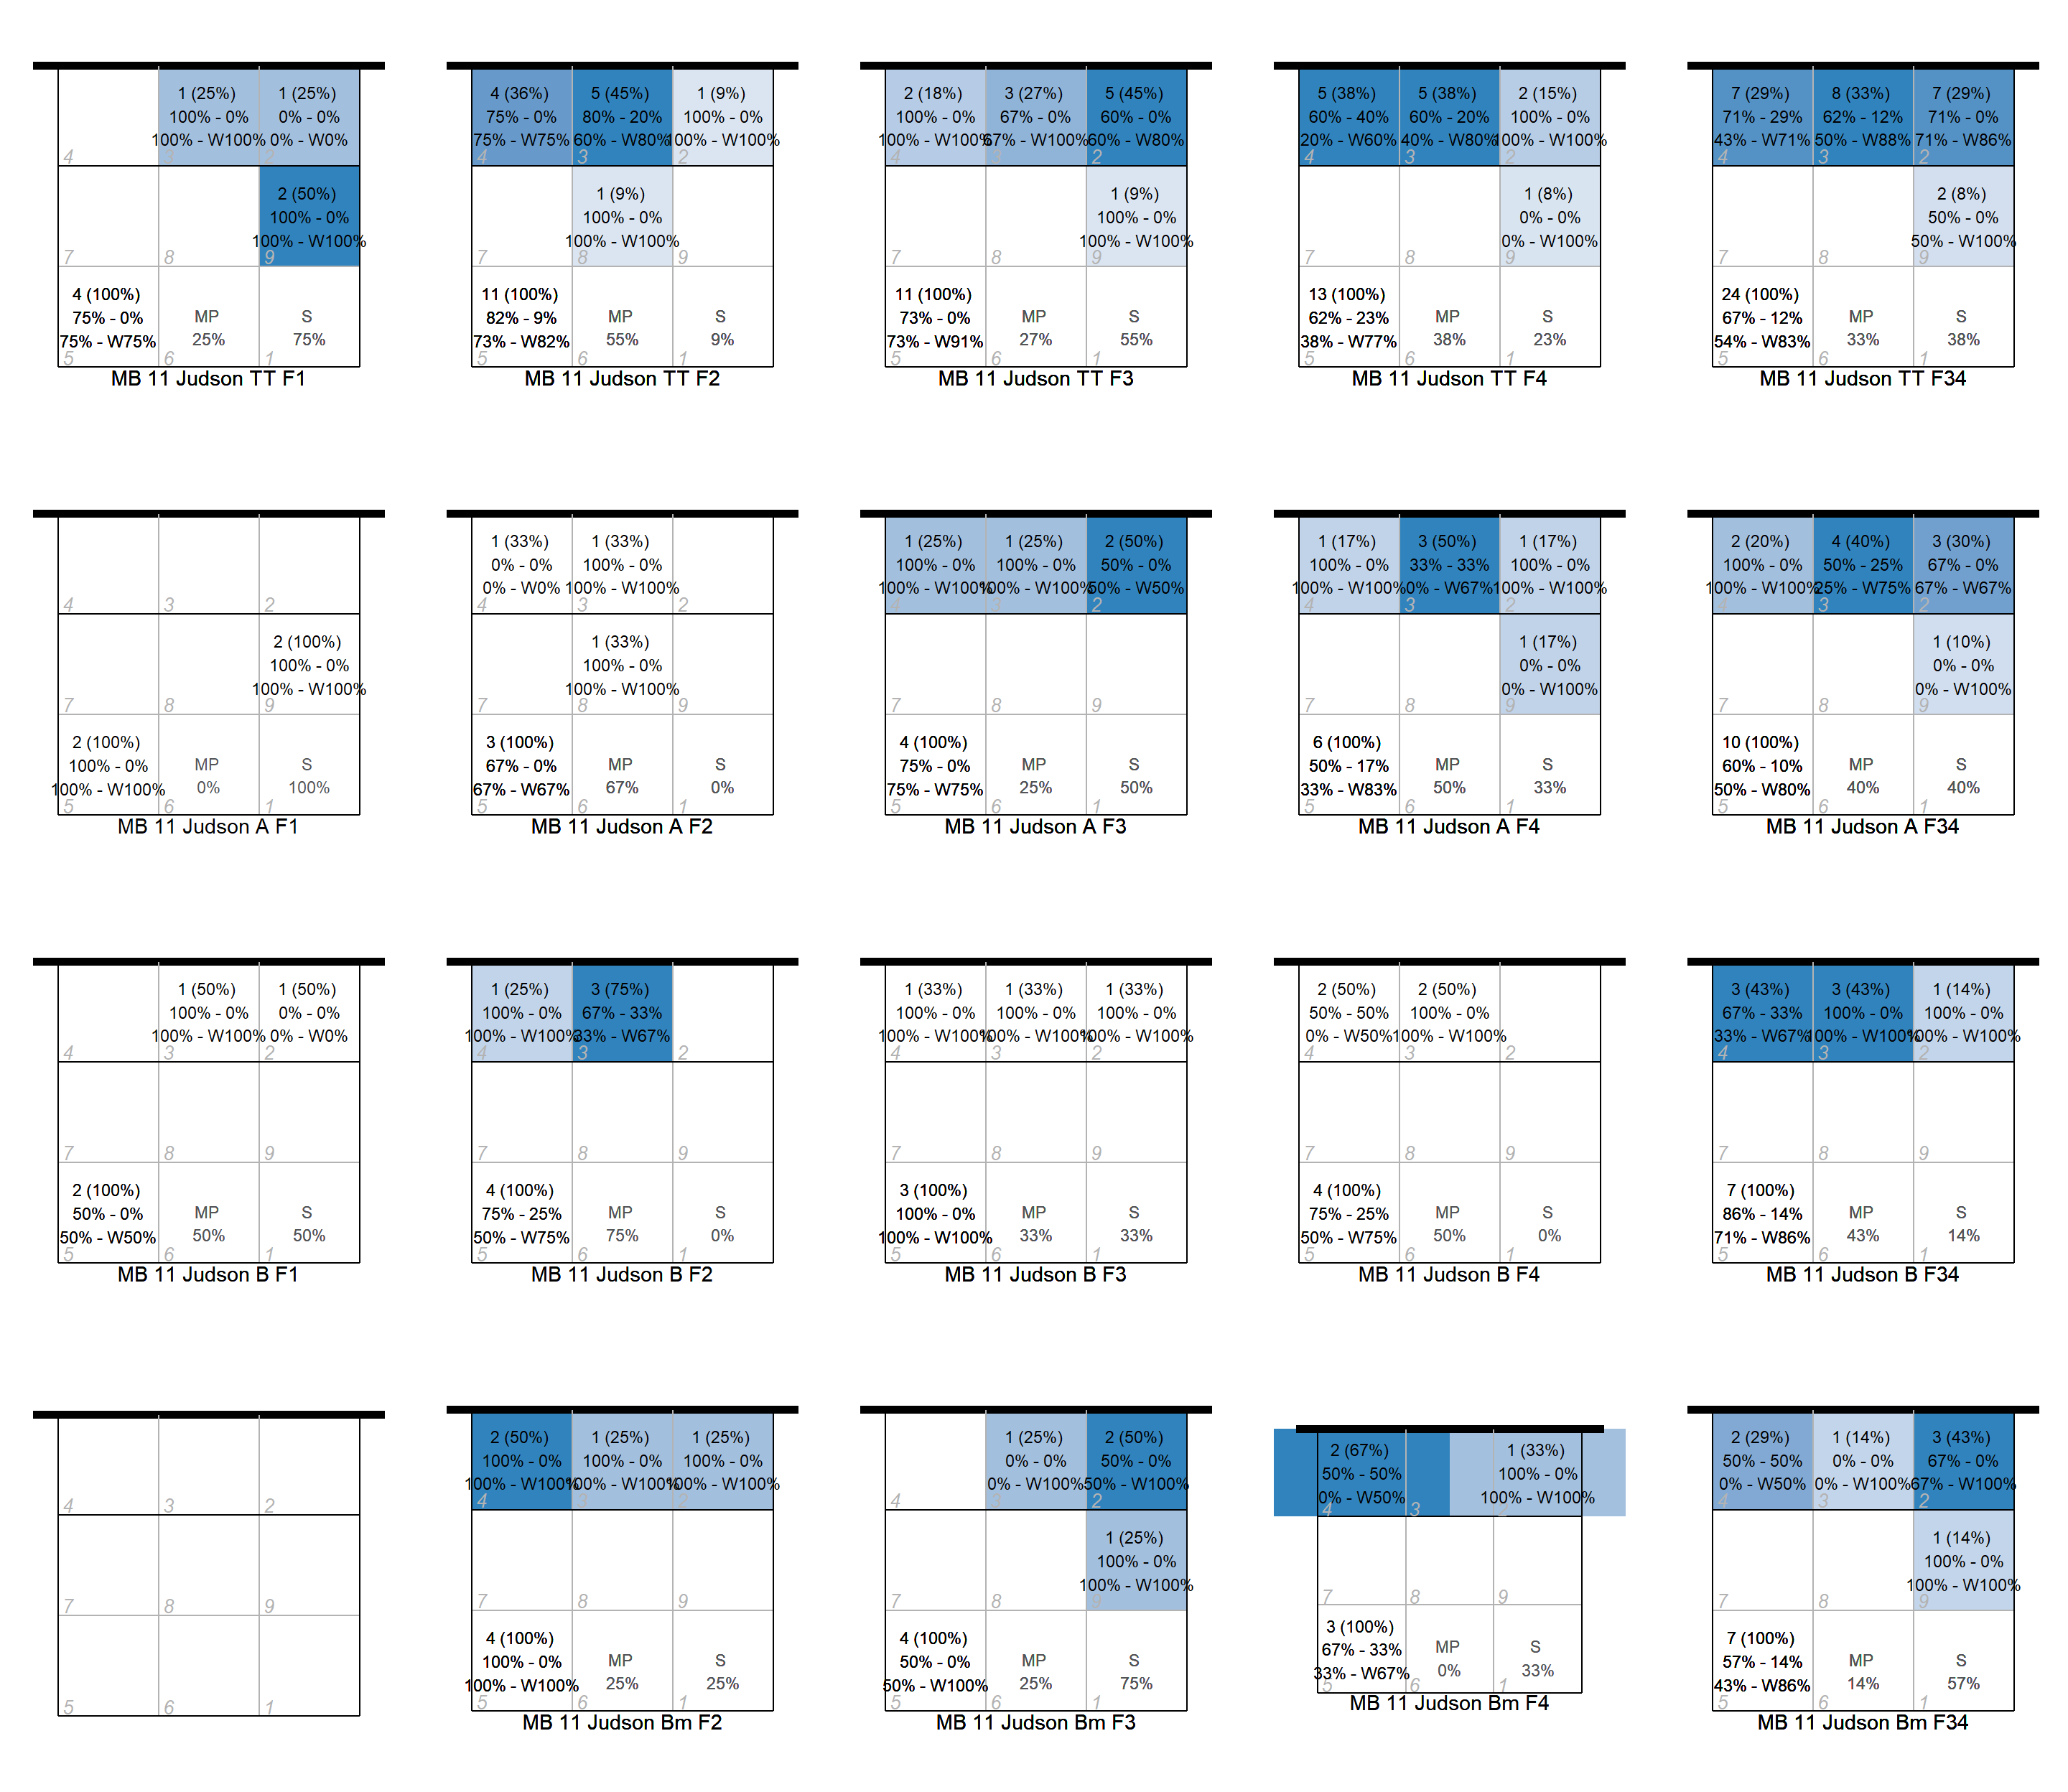 1 (25%)
100% - 0%
100% - W100%
1 (25%)
0% - 0%
0% - W0%
4
3
2
2 (50%)
100% - 0%
100% - W100%
7
8
9
4 (100%)
75% - 0%
75% - W75%
MP
25%
S
75%
5
6
1
MB 11 Judson TT F1
4 (36%)
75% - 0%
75% - W75%
5 (45%)
80% - 20%
60% - W80%
1 (9%)
100% - 0%
100% - W100%
4
3
2
1 (9%)
100% - 0%
100% - W100%
7
8
9
11 (100%)
82% - 9%
73% - W82%
MP
55%
S
9%
5
6
1
MB 11 Judson TT F2
2 (18%)
100% - 0%
100% - W100%
3 (27%)
67% - 0%
67% - W100%
5 (45%)
60% - 0%
60% - W80%
4
3
2
1 (9%)
100% - 0%
100% - W100%
7
8
9
11 (100%)
73% - 0%
73% - W91%
MP
27%
S
55%
5
6
1
MB 11 Judson TT F3
5 (38%)
60% - 40%
20% - W60%
5 (38%)
60% - 20%
40% - W80%
2 (15%)
100% - 0%
100% - W100%
4
3
2
1 (8%)
0% - 0%
0% - W100%
7
8
9
13 (100%)
62% - 23%
38% - W77%
MP
38%
S
23%
5
6
1
MB 11 Judson TT F4
7 (29%)
71% - 29%
43% - W71%
8 (33%)
62% - 12%
50% - W88%
7 (29%)
71% - 0%
71% - W86%
4
3
2
2 (8%)
50% - 0%
50% - W100%
7
8
9
24 (100%)
67% - 12%
54% - W83%
MP
33%
S
38%
5
6
1
MB 11 Judson TT F34
4
3
2
2 (100%)
100% - 0%
100% - W100%
7
8
9
2 (100%)
100% - 0%
100% - W100%
MP
0%
S
100%
5
6
1
MB 11 Judson A F1
1 (33%)
0% - 0%
0% - W0%
1 (33%)
100% - 0%
100% - W100%
4
3
2
1 (33%)
100% - 0%
100% - W100%
7
8
9
3 (100%)
67% - 0%
67% - W67%
MP
67%
S
0%
5
6
1
MB 11 Judson A F2
1 (25%)
100% - 0%
100% - W100%
1 (25%)
100% - 0%
100% - W100%
2 (50%)
50% - 0%
50% - W50%
4
3
2
7
8
9
4 (100%)
75% - 0%
75% - W75%
MP
25%
S
50%
5
6
1
MB 11 Judson A F3
1 (17%)
100% - 0%
100% - W100%
3 (50%)
33% - 33%
0% - W67%
1 (17%)
100% - 0%
100% - W100%
4
3
2
1 (17%)
0% - 0%
0% - W100%
7
8
9
6 (100%)
50% - 17%
33% - W83%
MP
50%
S
33%
5
6
1
MB 11 Judson A F4
2 (20%)
100% - 0%
100% - W100%
4 (40%)
50% - 25%
25% - W75%
3 (30%)
67% - 0%
67% - W67%
4
3
2
1 (10%)
0% - 0%
0% - W100%
7
8
9
10 (100%)
60% - 10%
50% - W80%
MP
40%
S
40%
5
6
1
MB 11 Judson A F34
1 (50%)
100% - 0%
100% - W100%
1 (50%)
0% - 0%
0% - W0%
4
3
2
7
8
9
2 (100%)
50% - 0%
50% - W50%
MP
50%
S
50%
5
6
1
MB 11 Judson B F1
1 (25%)
100% - 0%
100% - W100%
3 (75%)
67% - 33%
33% - W67%
4
3
2
7
8
9
4 (100%)
75% - 25%
50% - W75%
MP
75%
S
0%
5
6
1
MB 11 Judson B F2
1 (33%)
100% - 0%
100% - W100%
1 (33%)
100% - 0%
100% - W100%
1 (33%)
100% - 0%
100% - W100%
4
3
2
7
8
9
3 (100%)
100% - 0%
100% - W100%
MP
33%
S
33%
5
6
1
MB 11 Judson B F3
2 (50%)
50% - 50%
0% - W50%
2 (50%)
100% - 0%
100% - W100%
4
3
2
7
8
9
4 (100%)
75% - 25%
50% - W75%
MP
50%
S
0%
5
6
1
MB 11 Judson B F4
3 (43%)
67% - 33%
33% - W67%
3 (43%)
100% - 0%
100% - W100%
1 (14%)
100% - 0%
100% - W100%
4
3
2
7
8
9
7 (100%)
86% - 14%
71% - W86%
MP
43%
S
14%
5
6
1
MB 11 Judson B F34
4
3
2
7
8
9
5
6
1
2 (50%)
100% - 0%
100% - W100%
1 (25%)
100% - 0%
100% - W100%
1 (25%)
100% - 0%
100% - W100%
4
3
2
7
8
9
4 (100%)
100% - 0%
100% - W100%
MP
25%
S
25%
5
6
1
MB 11 Judson Bm F2
1 (25%)
0% - 0%
0% - W100%
2 (50%)
50% - 0%
50% - W100%
4
3
2
1 (25%)
100% - 0%
100% - W100%
7
8
9
4 (100%)
50% - 0%
50% - W100%
MP
25%
S
75%
5
6
1
MB 11 Judson Bm F3
2 (67%)
50% - 50%
0% - W50%
1 (33%)
100% - 0%
100% - W100%
4
3
2
7
8
9
3 (100%)
67% - 33%
33% - W67%
MP
0%
S
33%
5
6
1
MB 11 Judson Bm F4
2 (29%)
50% - 50%
0% - W50%
1 (14%)
0% - 0%
0% - W100%
3 (43%)
67% - 0%
67% - W100%
4
3
2
1 (14%)
100% - 0%
100% - W100%
7
8
9
7 (100%)
57% - 14%
43% - W86%
MP
14%
S
57%
5
6
1
MB 11 Judson Bm F34